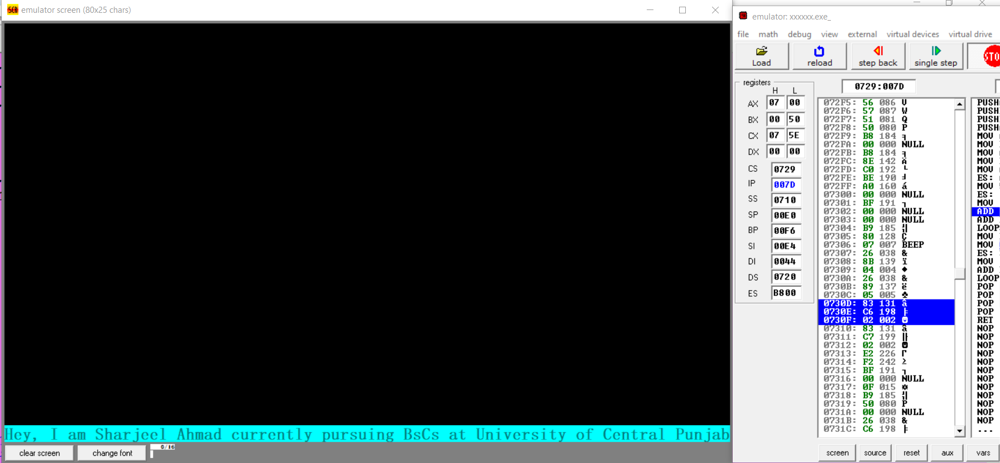 emulator screen (80x25 chars)
Hey, I am Sharjeel Ahmad currently pursuing BsCs at University of Central Punjab
clear screen
change font
0/16
emulator: xxxxxx.exe_
file math debug view external virtual devices virtual drive
Load
reload
step back
single step
STO
registers
H L
AX 07 00
BX 00 50
CX 07 5E
DX 00 00
CS 0729
IP 007D
SS 0710
SP 00E0
BP 00F6
SI 00E4
DI 0044
DS 0720
ES B800
0729:007D
072F5: 56 086 V
072F6: 57 087 W
072F7: 51 081 Q
072F8: 50 080 P
072F9: B8 184 ╕
072FA: 00 000 NULL
072FB: B8 184 ╕
072FC: 8E 142 Ä
072FD: C0 192 └
072FE: BE 190 ╛
072FF: A0 160 á
07300: 00 000 NULL
07301: BF 191 ┐
07302: 00 000 NULL
07303: 00 000 NULL
07304: B9 185 ╣
07305: 80 128 Ç
07306: 07 007 BEEP
07307: 26 038 &
07308: 8B 139 ï
07309: 04 004 ♦
0730A: 26 038 &
0730B: 89 137 ë
0730C: 05 005 ♣
0730D: 83 131 â
0730E: C6 198 ╞
0730F: 02 002 ☻
07310: 83 131 â
07311: C7 199 ╟
07312: 02 002 ☻
07313: E2 226 Γ
07314: F2 242 ≥
07315: BF 191 ┐
07316: 00 000 NULL
07317: 0F 015 ☼
07318: B9 185 ╣
07319: 50 080 P
0731A: 00 000 NULL
0731B: 26 038 &
0731C: C6 198 ╞
PUSH
PUSH
PUSH
PUSH
MOV
MOV
MOV
MOV
MOV
ES:
MOV
ES:
MOV
ADD
ADD
LOOP
MOV
MOV
ES:
MOV
ADD
LOOP
POP
POP
POP
POP
RET
NOP
NOP
NOP
NOP
NOP
NOP
NOP
NOP
NOP
NOP
NOP
NOP
...
screen
source
reset
aux
vars